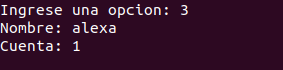 Ingrese una opcion: 3
Nombre: alexa
Cuenta: 1